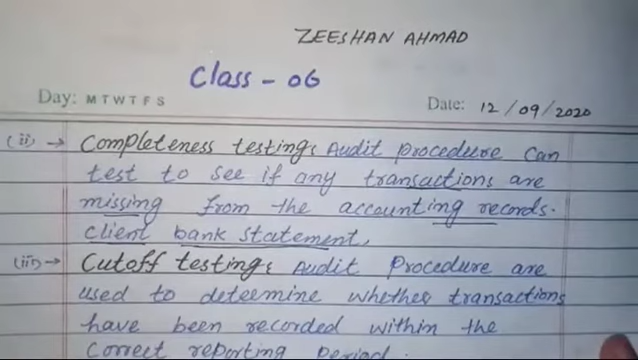 ZEESHAN AHMAD
Class - 06
Day: M T W T F S
Date: 12/09/2020
(ii) → Completeness testing: Audit procedure can
test to see if any transactions are
missing from the accounting records.
client bank statement,
(iii) → Cutoff testing: Audit Procedure are
used to determine whether transactions
have been recorded within the
correct reporting period.